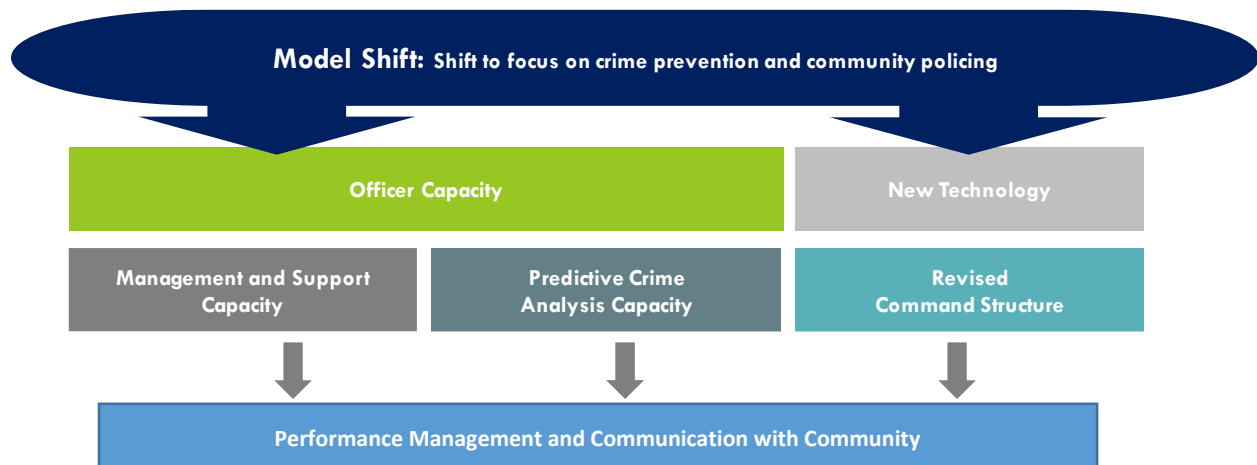 Model Shift: Shift to focus on crime prevention and community policing
Officer Capacity
New Technology
Management and Support
Capacity
Predictive Crime
Analysis Capacity
Revised
Command Structure
Performance Management and Communication with Community